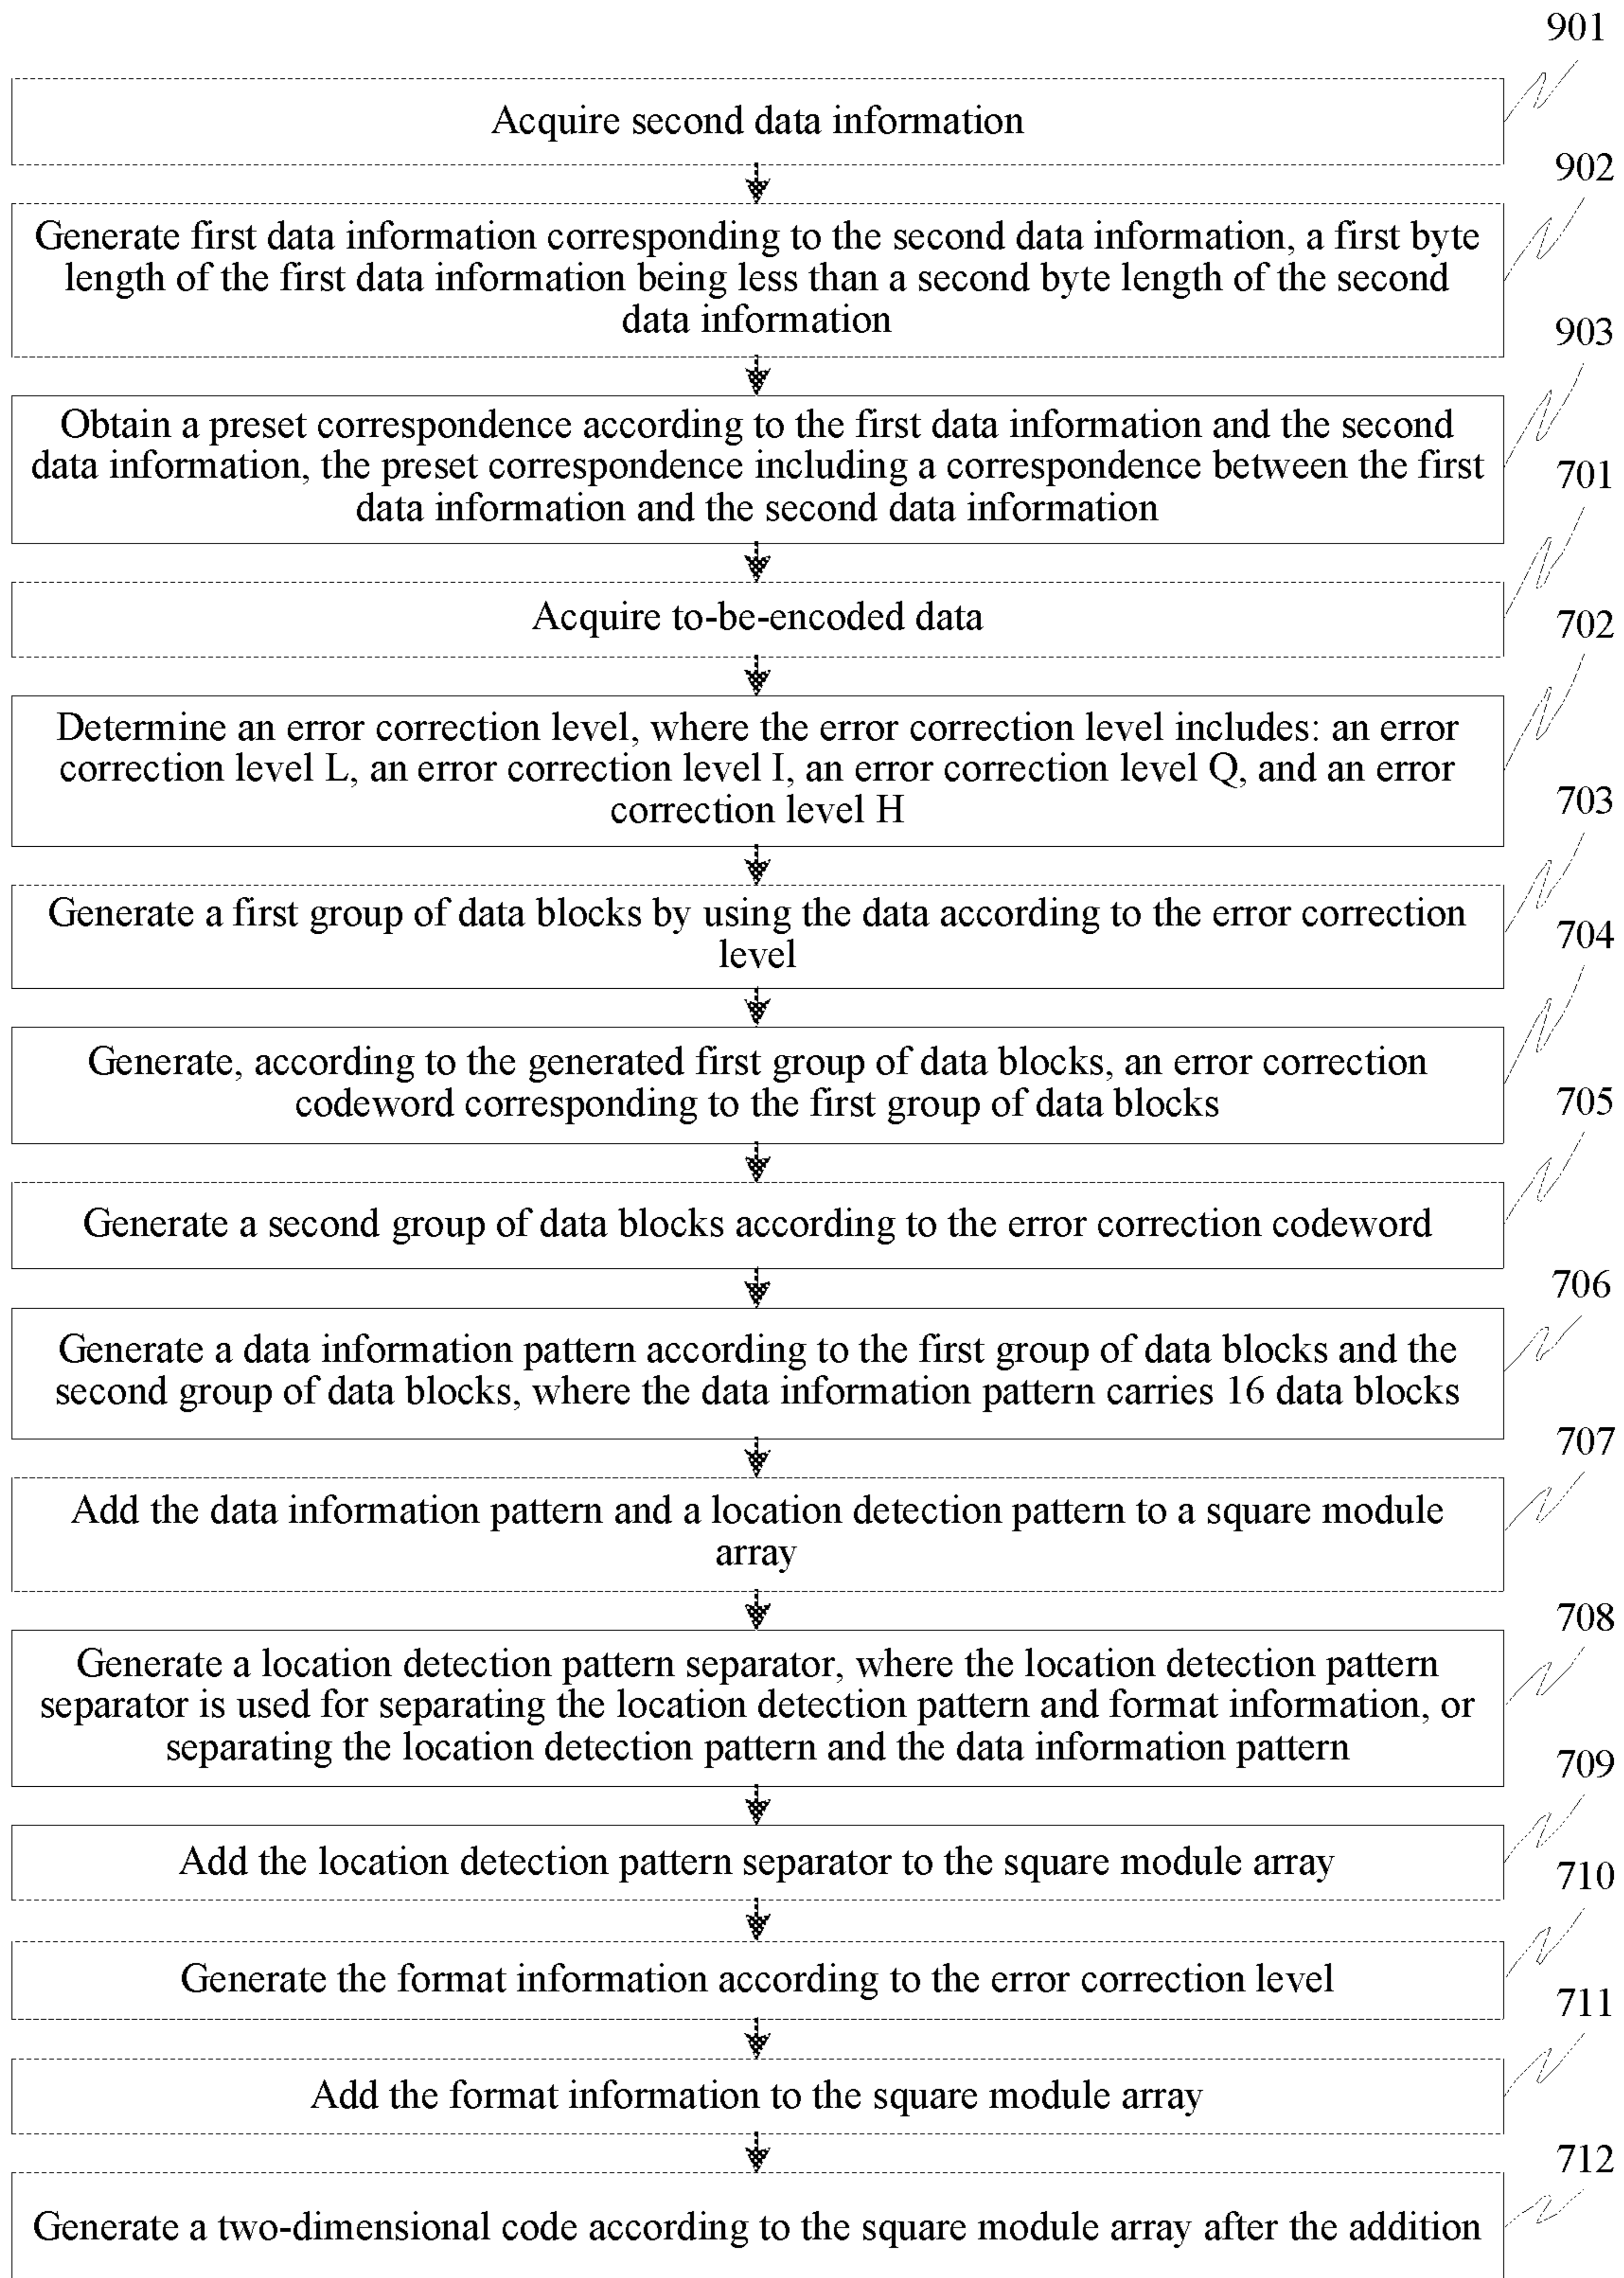 901
Acquire second data information
902
Generate first data information corresponding to the second data information, a first byte
length of the first data information being less than a second byte length of the second
data information
903
Obtain a preset correspondence according to the first data information and the second
data information, the preset correspondence including a correspondence between the first
data information and the second data information
701
Acquire to-be-encoded data
702
Determine an error correction level, where the error correction level includes: an error
correction level L, an error correction level I, an error correction level Q, and an error
correction level H
703
Generate a first group of data blocks by using the data according to the error correction
level
704
Generate, according to the generated first group of data blocks, an error correction
codeword corresponding to the first group of data blocks
705
Generate a second group of data blocks according to the error correction codeword
706
Generate a data information pattern according to the first group of data blocks and the
second group of data blocks, where the data information pattern carries 16 data blocks
707
Add the data information pattern and a location detection pattern to a square module
array
708
Generate a location detection pattern separator, where the location detection pattern
separator is used for separating the location detection pattern and format information, or
separating the location detection pattern and the data information pattern
709
Add the location detection pattern separator to the square module array
710
Generate the format information according to the error correction level
711
Add the format information to the square module array
712
Generate a two-dimensional code according to the square module array after the addition